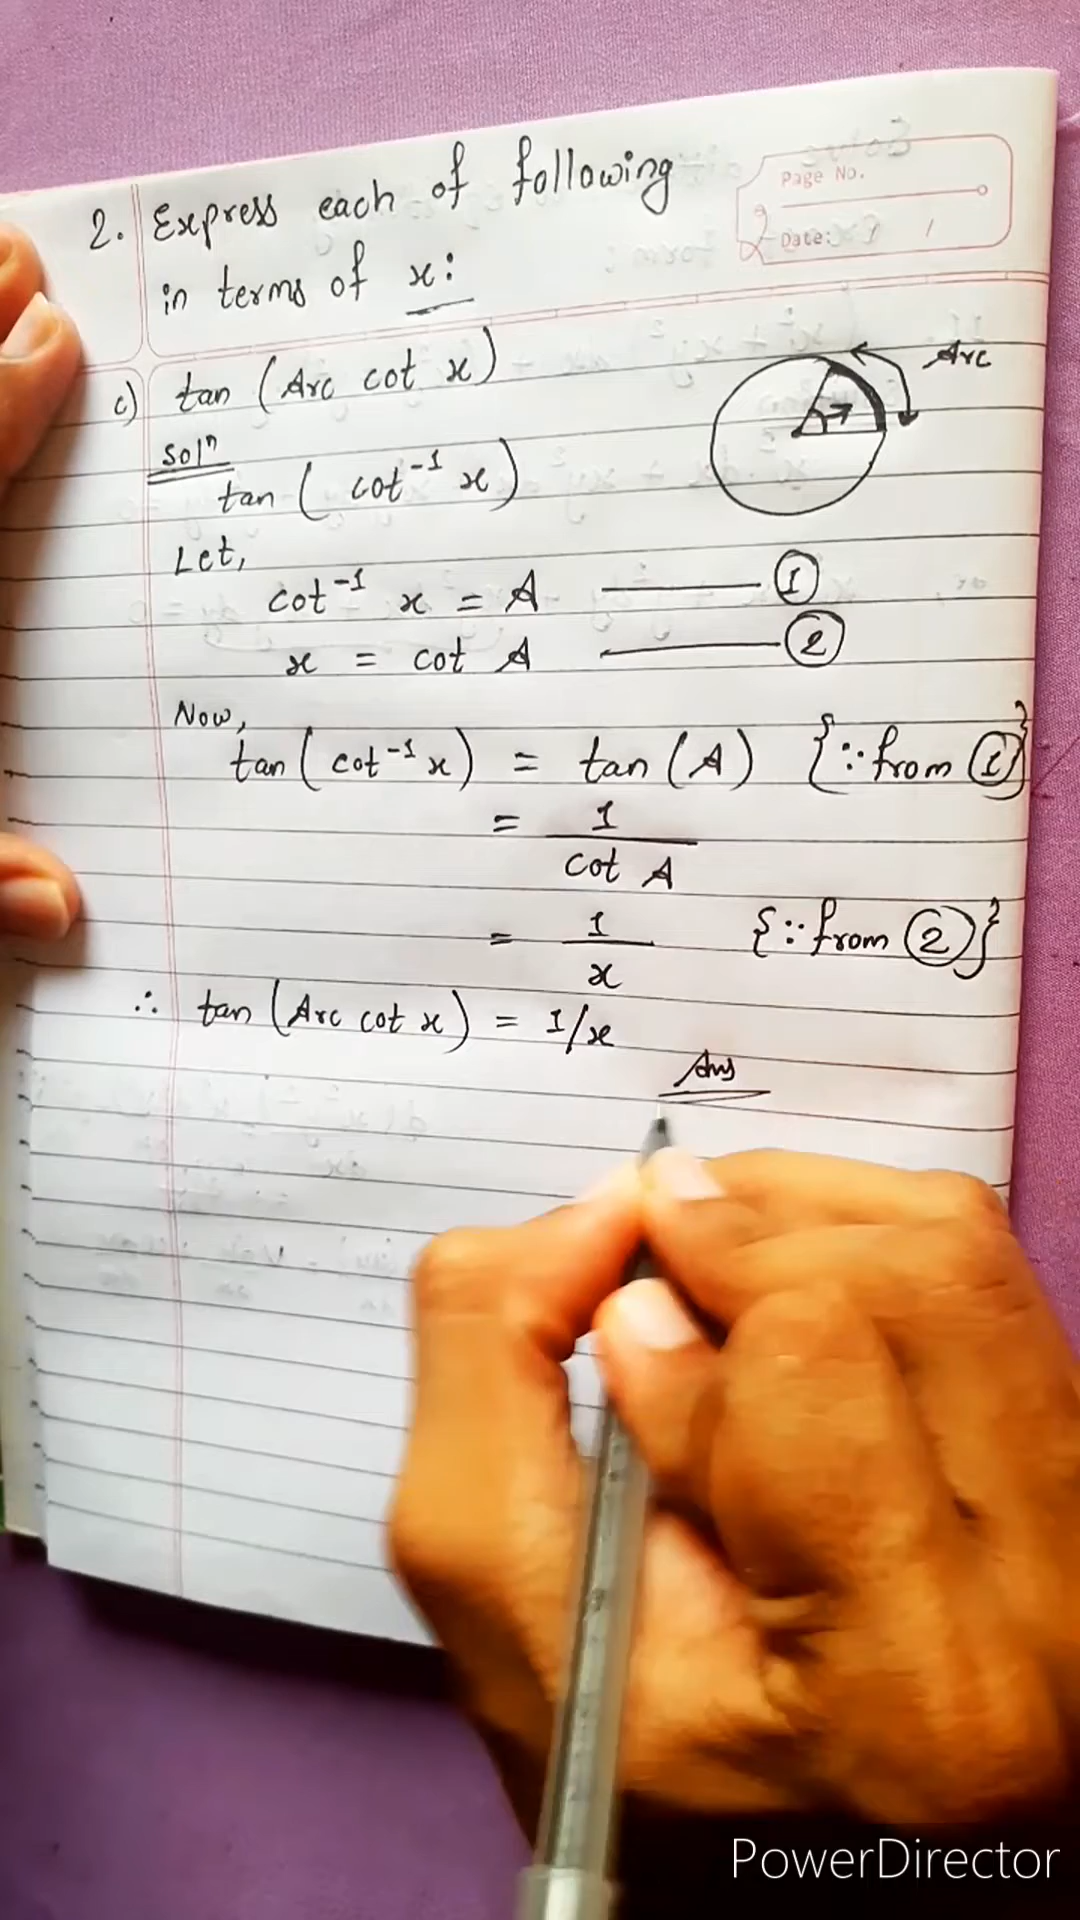 2. Express each of following
in terms of x:
Page No.
Date:
c) tan (Arc cot x)
Arc
Solⁿ
tan ( cot⁻¹ x)
Let,
cot⁻¹ x = A ——— ①
x = cot A ——— ②
Now,
tan( cot⁻¹ x) = tan (A) {∵ from ①}
= 1 / cot A
= 1 / x {∵ from ②}
∴ tan (Arc cot x) = 1/x
Ans
PowerDirector